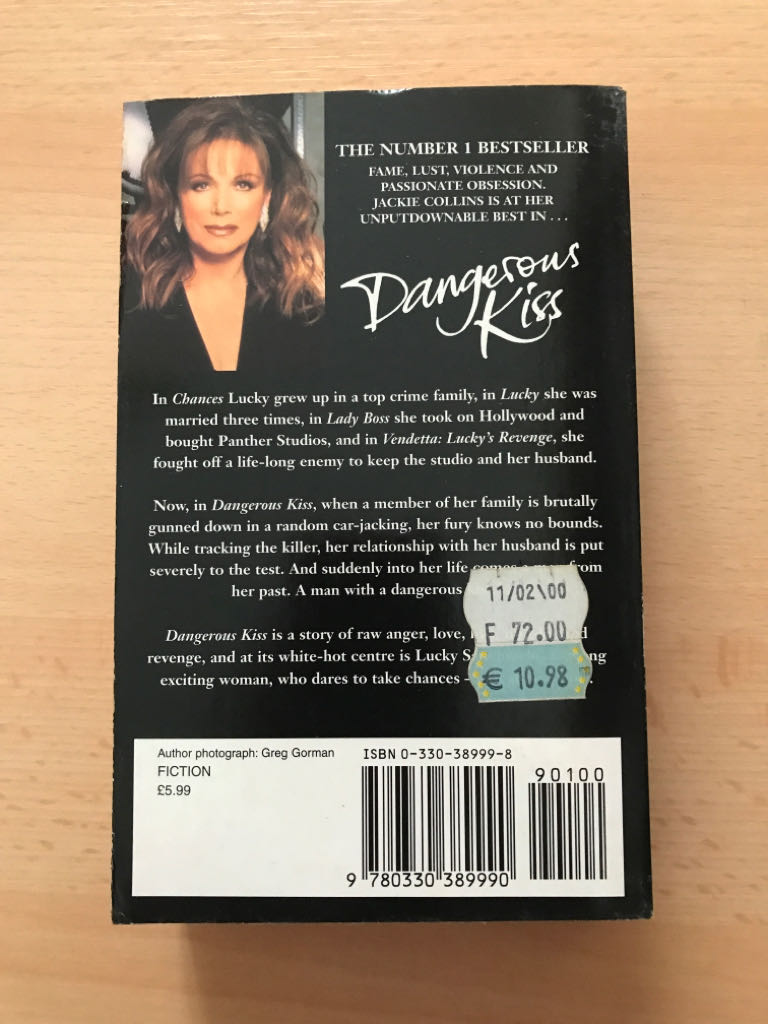 THE NUMBER 1 BESTSELLER
FAME, LUST, VIOLENCE AND
PASSIONATE OBSESSION.
JACKIE COLLINS IS AT HER
UNPUTDOWNABLE BEST IN . . .
Dangerous
Kiss
In Chances Lucky grew up in a top crime family, in Lucky she was
married three times, in Lady Boss she took on Hollywood and
bought Panther Studios, and in Vendetta: Lucky's Revenge, she
fought off a life-long enemy to keep the studio and her husband.
Now, in Dangerous Kiss, when a member of her family is brutally
gunned down in a random car-jacking, her fury knows no bounds.
While tracking the killer, her relationship with her husband is put
severely to the test. And suddenly into her life comes a from
her past. A man with a dangerous
11/02\00
Dangerous Kiss is a story of raw anger, love,
F 72.00
revenge, and at its white-hot centre is Lucky
€ 10.98
exciting woman, who dares to take chances –
Author photograph: Greg Gorman
FICTION
£5.99
ISBN 0-330-38999-8
90100
9 780330 389990